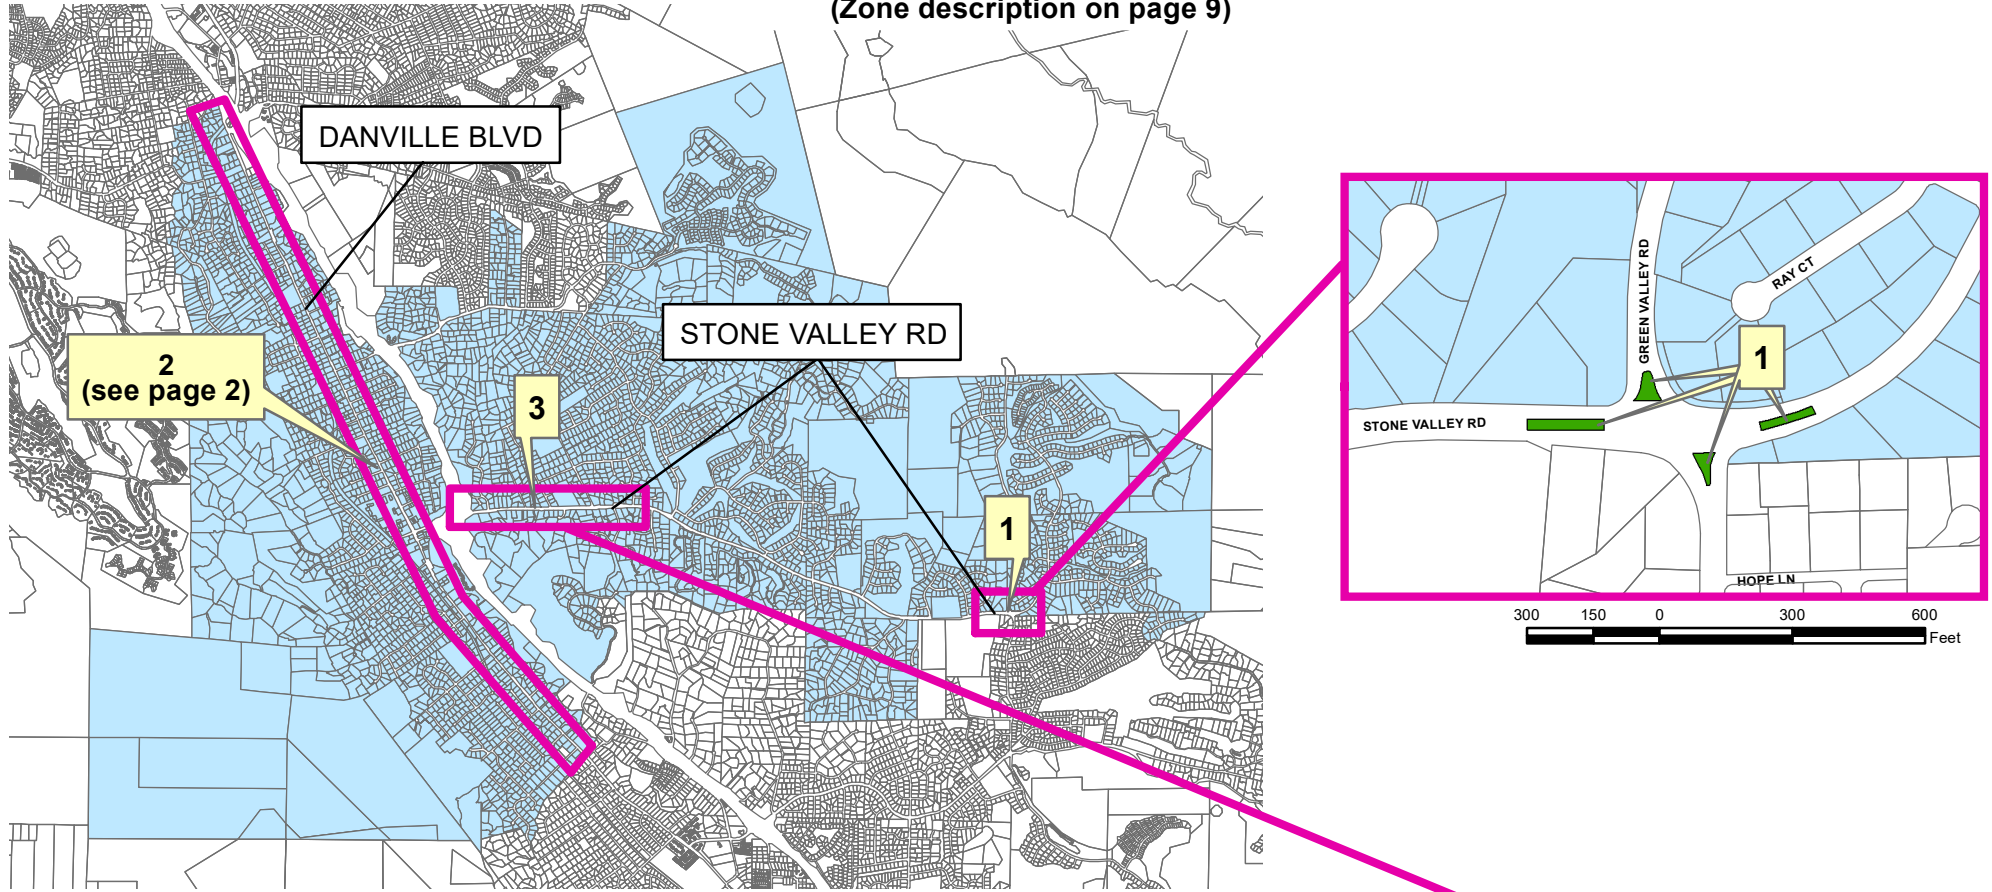 (Zone description on page 9)
DANVILLE BLVD
STONE VALLEY RD
2
(see page 2)
3
1
GREEN VALLEY RD
RAY CT
1
STONE VALLEY RD
HOPE LN
300 150 0 300 600
Feet